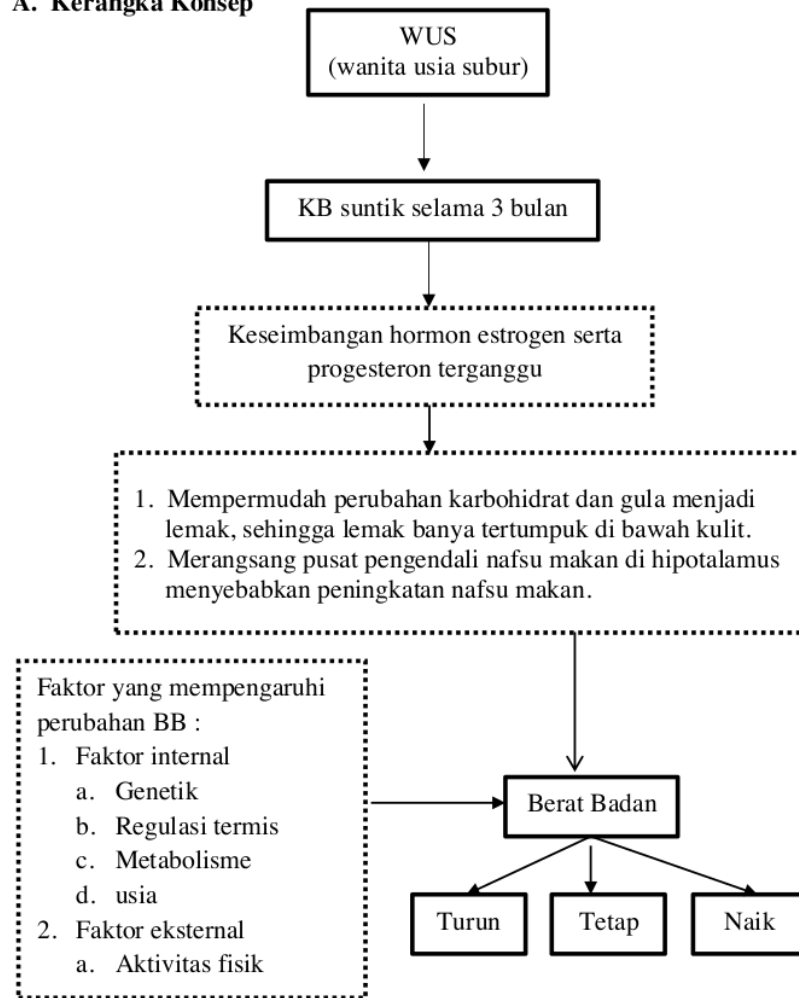 A. Kerangka Konsep
WUS
(wanita usia subur)
KB suntik selama 3 bulan
Keseimbangan hormon estrogen serta
progesteron terganggu
1. Mempermudah perubahan karbohidrat dan gula menjadi
lemak, sehingga lemak banya tertumpuk di bawah kulit.
2. Merangsang pusat pengendali nafsu makan di hipotalamus
menyebabkan peningkatan nafsu makan.
Faktor yang mempengaruhi
perubahan BB :
1. Faktor internal
a. Genetik
b. Regulasi termis
c. Metabolisme
d. usia
2. Faktor eksternal
a. Aktivitas fisik
Berat Badan
Turun
Tetap
Naik